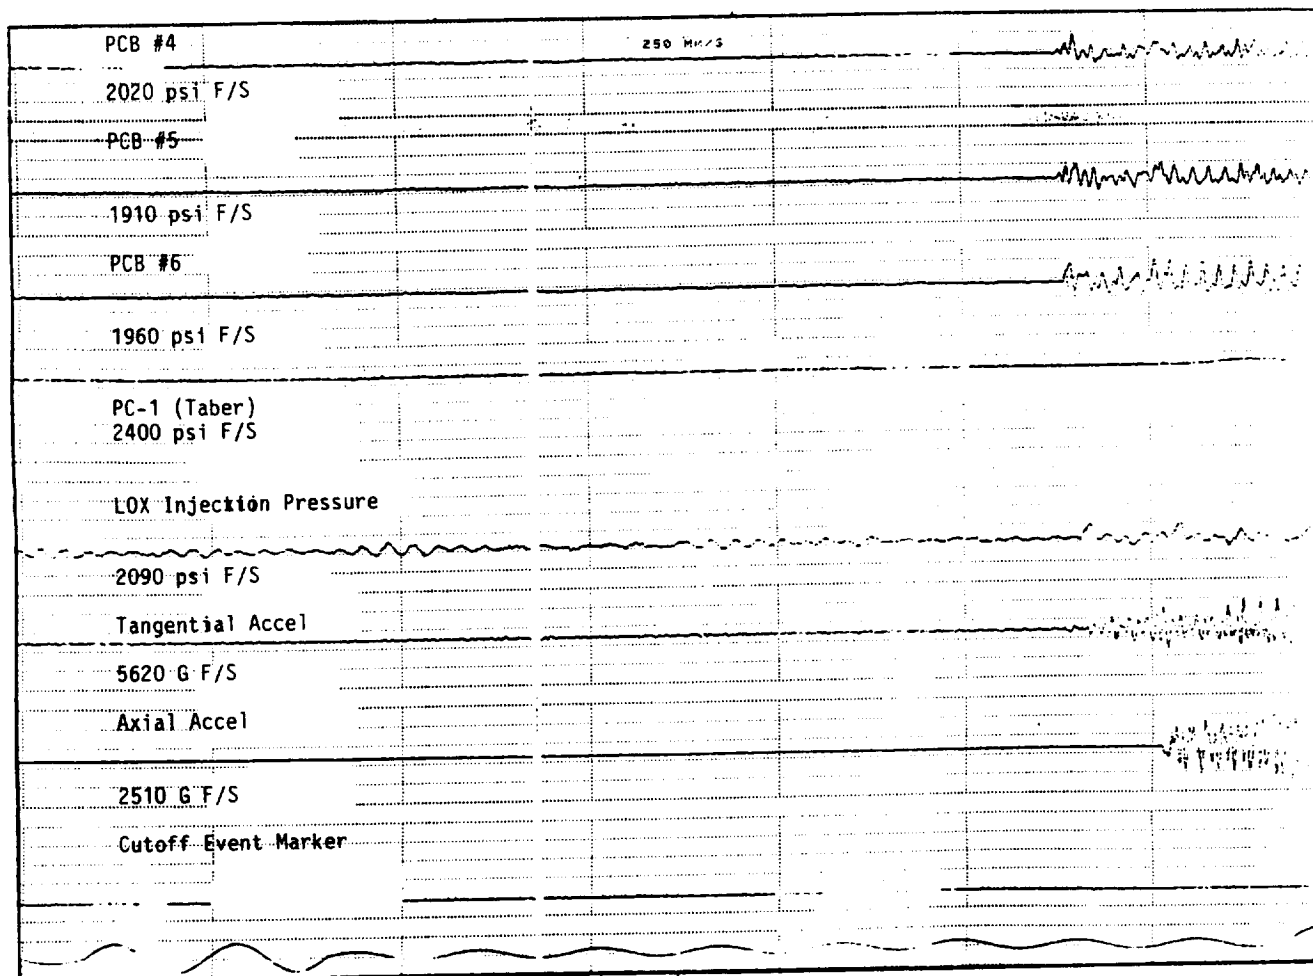 PCB #4
250 MM/S
2020 psi F/S
PCB #5
1910 psi F/S
PCB #6
1960 psi F/S
PC-1 (Taber)
2400 psi F/S
LOX Injection Pressure
2090 psi F/S
Tangential Accel
5620 G F/S
Axial Accel
2510 G F/S
Cutoff Event Marker